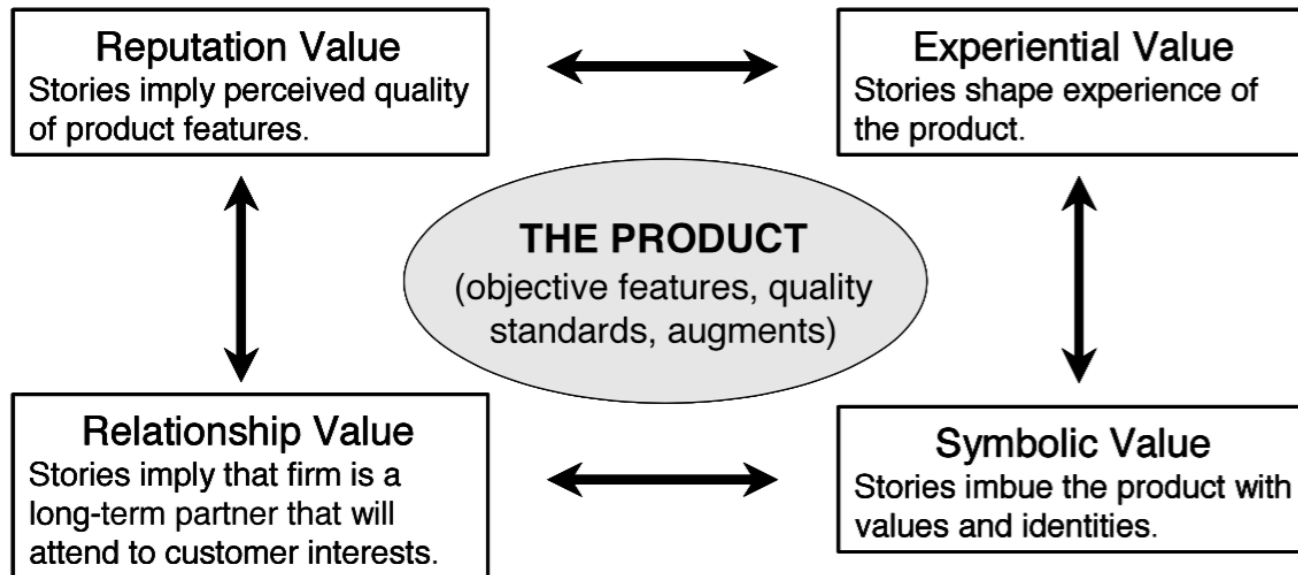 Reputation Value
Stories imply perceived quality
of product features.
Experiential Value
Stories shape experience of
the product.
THE PRODUCT
(objective features, quality
standards, augments)
Relationship Value
Stories imply that firm is a
long-term partner that will
attend to customer interests.
Symbolic Value
Stories imbue the product with
values and identities.